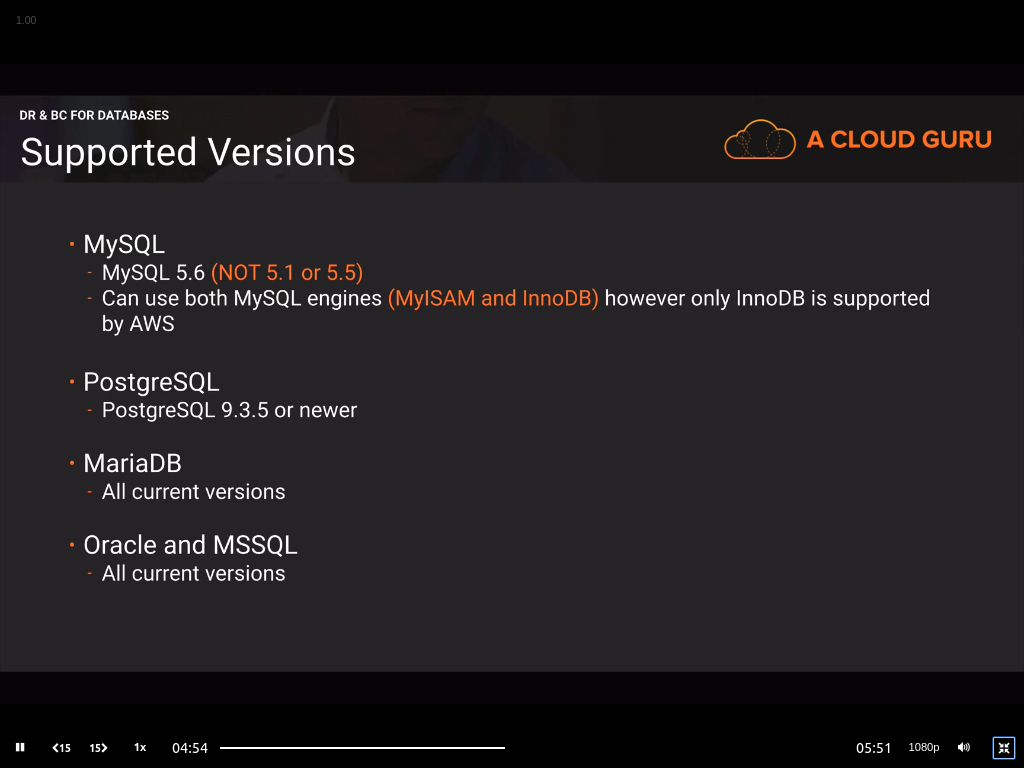 1.00
DR & BC FOR DATABASES
Supported Versions
A CLOUD GURU
· MySQL
- MySQL 5.6 (NOT 5.1 or 5.5)
- Can use both MySQL engines (MyISAM and InnoDB) however only InnoDB is supported
by AWS
· PostgreSQL
- PostgreSQL 9.3.5 or newer
· MariaDB
- All current versions
· Oracle and MSSQL
- All current versions
15 15 1x 04:54 05:51 1080p